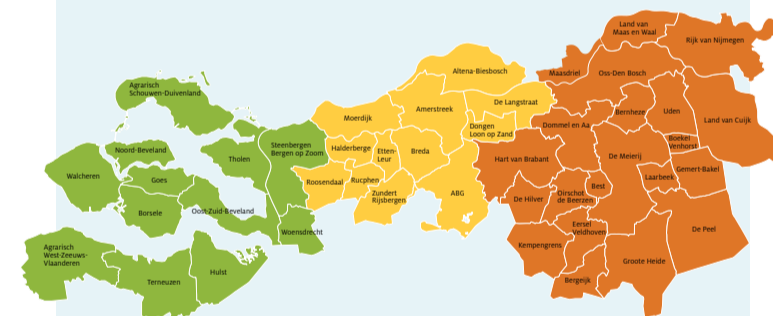 Land van
Maas en Waal
Rijk van Nijmegen
Maasdriel
Oss-Den Bosch
Altena-Biesbosch
Agrarisch
Schouwen-Duivenland
De Langstraat
Amerstreek
Moerdijk
Bernheze
Uden
Land van Cuijk
Dongen
Loon op Zand
Dommel en Aa
Steenbergen
Bergen op Zoom
Halderberge
Etten-
Leur
Breda
Boekel
Venhorst
Noord-Beveland
Tholen
Hart van Brabant
De Meierij
Gemert-Bakel
Laarbeek
Walcheren
Goes
Roosendaal
Rucphen
Zundert
Rijsbergen
ABG
De Hilver
Oirschot
de Beerzen
Best
Borsele
Oost-Zuid-Beveland
Woensdrecht
Eersel
Veldhoven
De Peel
Kempengrens
Agrarisch
West-Zeeuws-
Vlaanderen
Terneuzen
Hulst
Groote Heide
Bergeijk